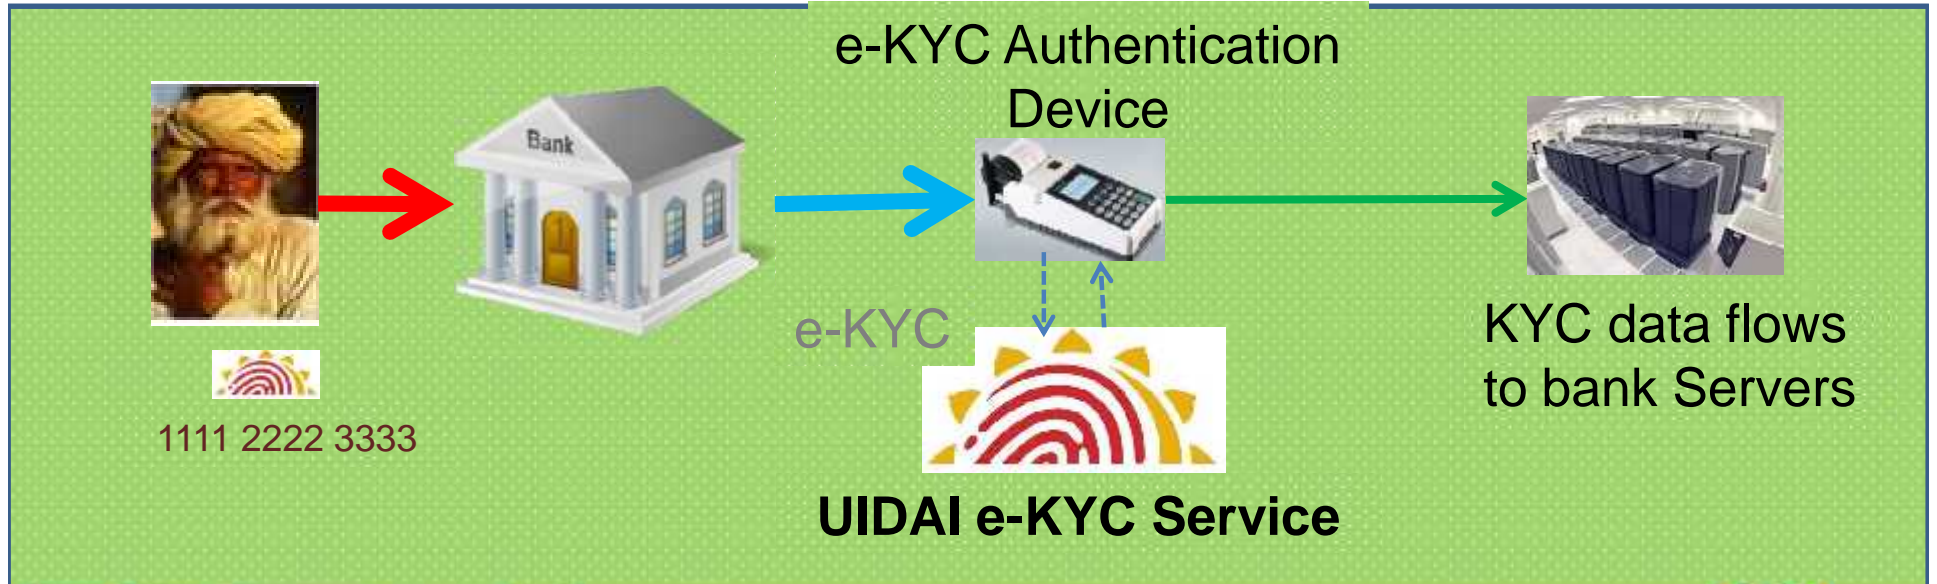 e-KYC Authentication
Device
Bank
e-KYC
KYC data flows
to bank Servers
1111 2222 3333
UIDAI e-KYC Service